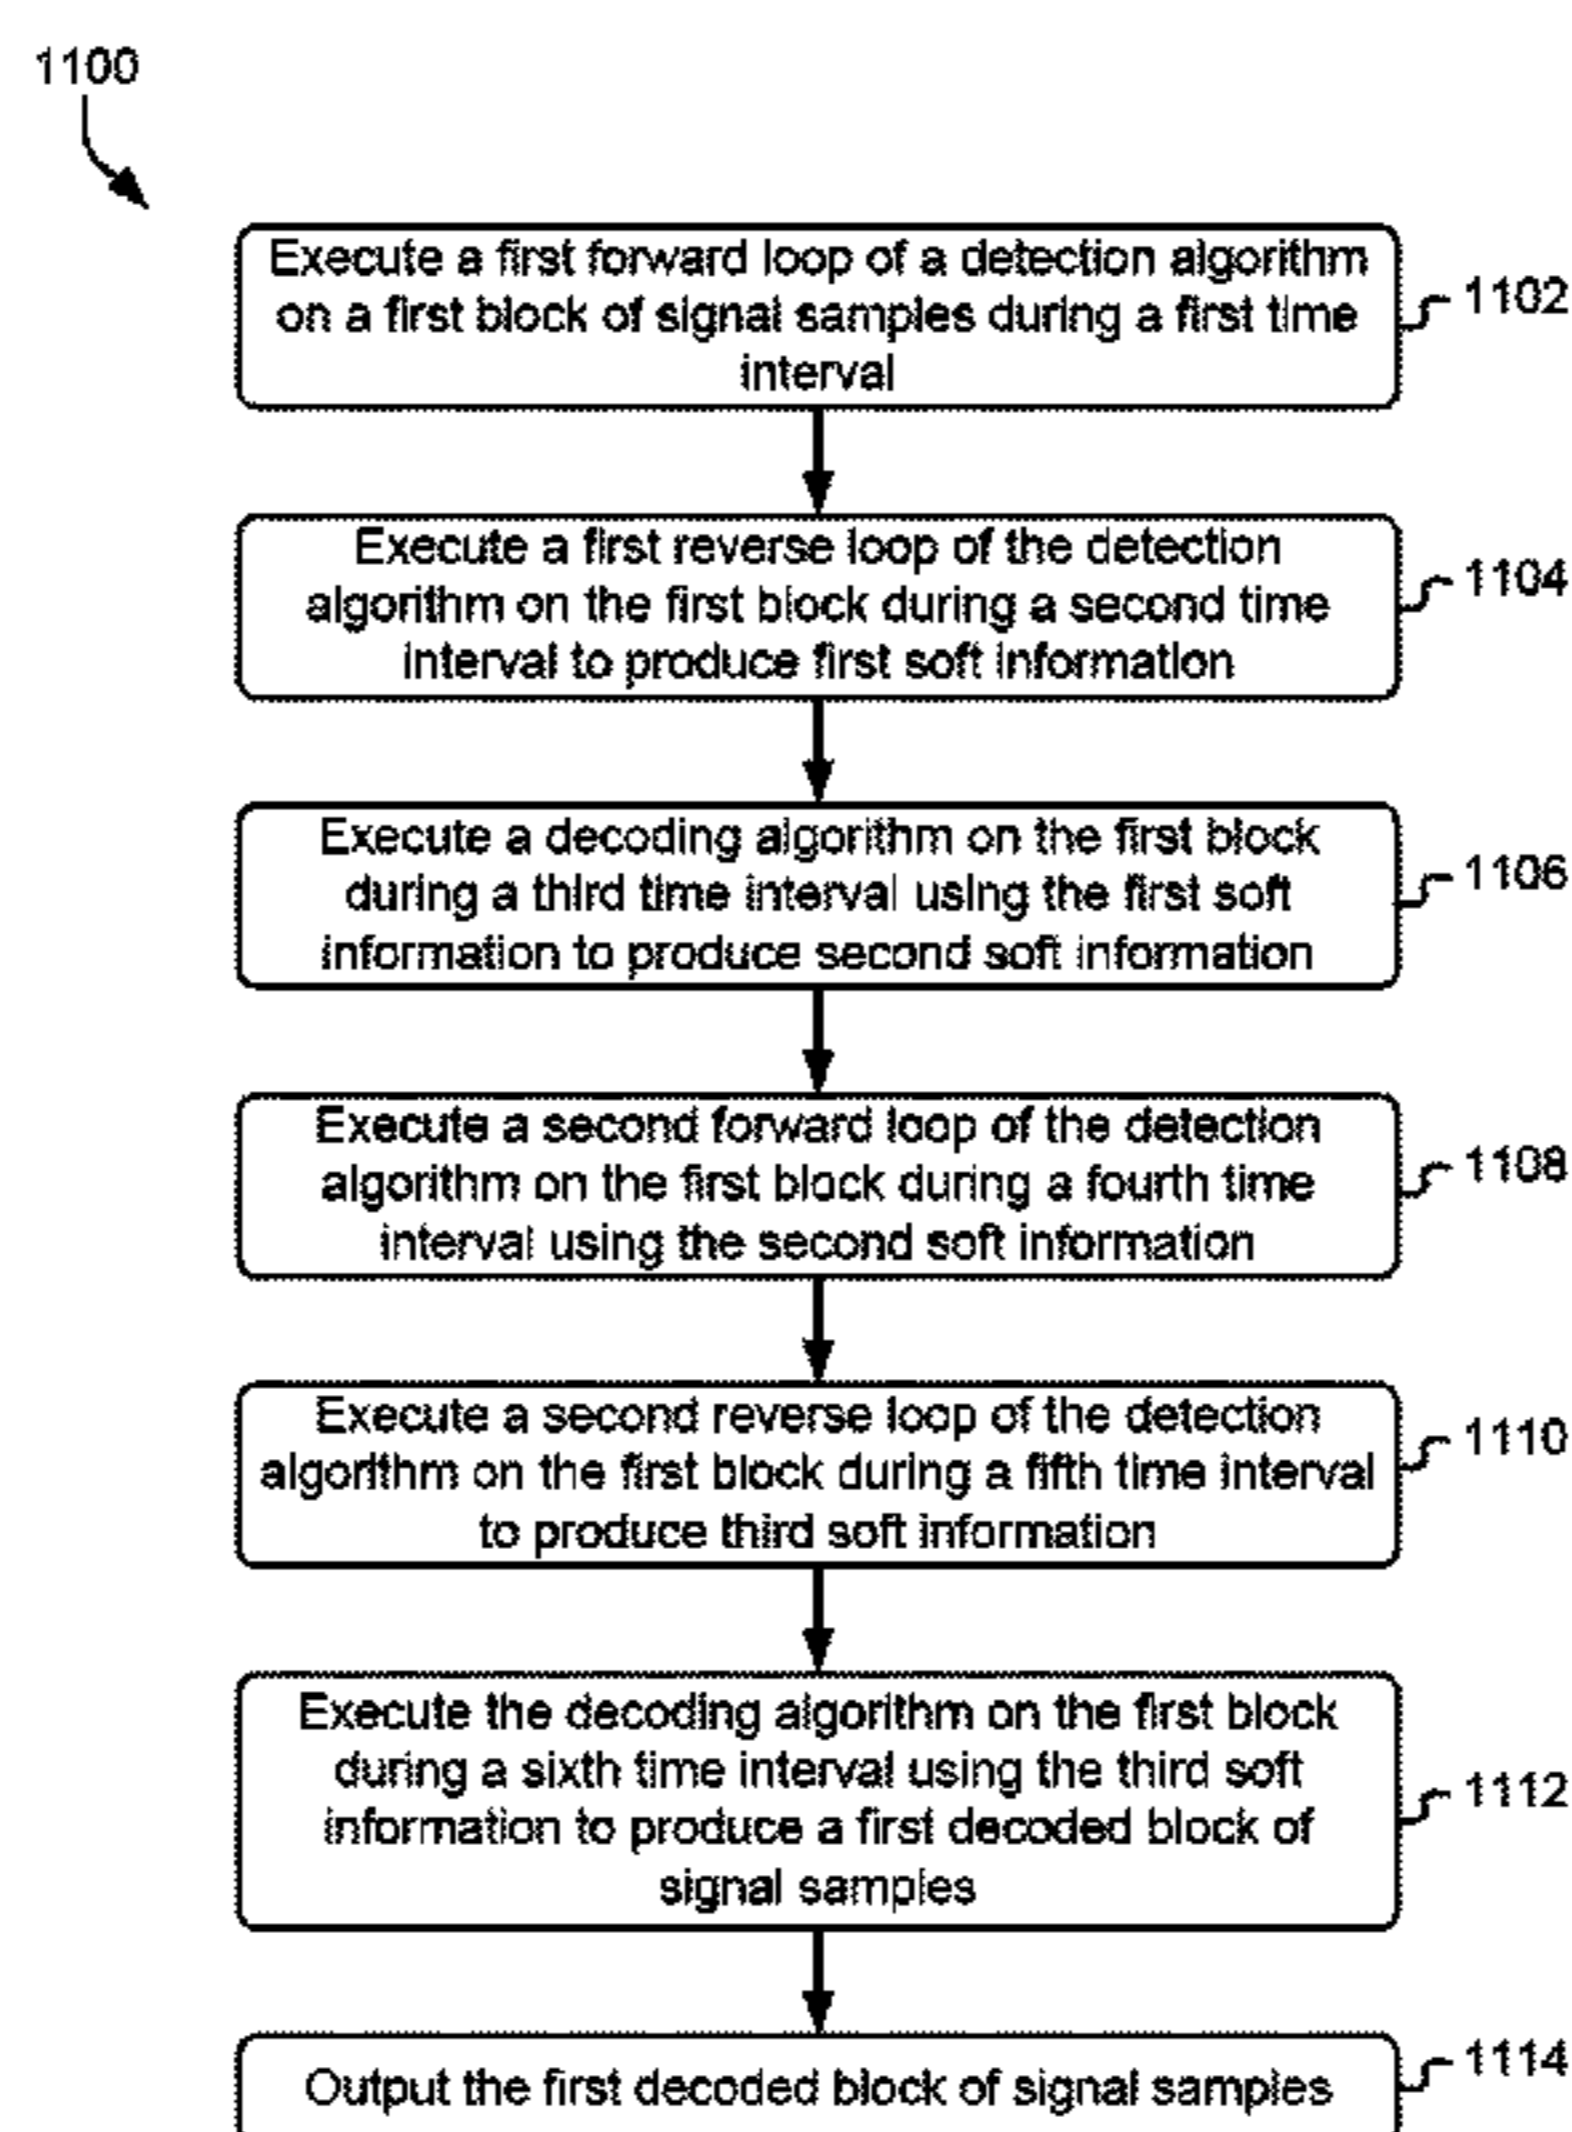 1100
Execute a first forward loop of a detection algorithm
on a first block of signal samples during a first time
interval
1102
Execute a first reverse loop of the detection
algorithm on the first block during a second time
interval to produce first soft information
1104
Execute a decoding algorithm on the first block
during a third time interval using the first soft
information to produce second soft information
1106
Execute a second forward loop of the detection
algorithm on the first block during a fourth time
interval using the second soft information
1108
Execute a second reverse loop of the detection
algorithm on the first block during a fifth time interval
to produce third soft information
1110
Execute the decoding algorithm on the first block
during a sixth time interval using the third soft
information to produce a first decoded block of
signal samples
1112
Output the first decoded block of signal samples
1114